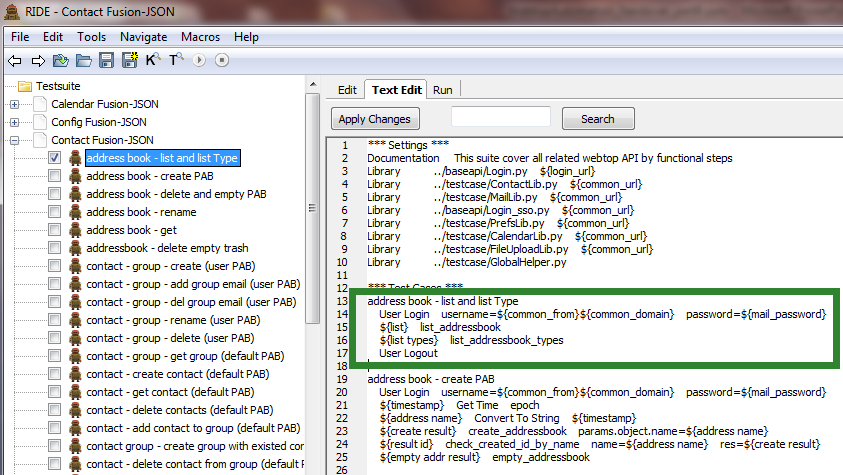 RIDE - Contact Fusion-JSON
File Edit Tools Navigate Macros Help
K T
Testsuite
Calendar Fusion-JSON
Config Fusion-JSON
Contact Fusion-JSON
address book - list and list Type
address book - create PAB
address book - delete and empty PAB
address book - rename
address book - get
addressbook - delete empty trash
contact - group - create (user PAB)
contact - group - add group email (user PAB)
contact - group - del group email (user PAB)
contact - group - rename (user PAB)
contact - group - delete (user PAB)
contact - group - get group (default PAB)
contact - create contact (default PAB)
contact - get contact (default PAB)
contact - delete contacts (default PAB)
contact - add contact to group (default PAB)
contact group - create group with existed cor
contact - delete contact from group (default
Edit Text Edit Run
Apply Changes Search
1 *** Settings ***
2 Documentation This suite cover all related webtop API by functional steps
3 Library ../baseapi/Login.py ${login_url}
4 Library ../testcase/ContactLib.py ${common_url}
5 Library ../testcase/MailLib.py ${common_url}
6 Library ../baseapi/Login_sso.py ${common_url}
7 Library ../testcase/PrefsLib.py ${common_url}
8 Library ../testcase/CalendarLib.py ${common_url}
9 Library ../testcase/FileUploadLib.py ${common_url}
10 Library ../testcase/GlobalHelper.py
11
12 *** Test Cases ***
13 address book - list and list Type
14 User Login username=${common_from}${common_domain} password=${mail_password}
15 ${list} list_addressbook
16 ${list types} list_addressbook_types
17 User Logout
18
19 address book - create PAB
20 User Login username=${common_from}${common_domain} password=${mail_password}
21 ${timestamp} Get Time epoch
22 ${address name} Convert To String ${timestamp}
23 ${create result} create_addressbook params.object.name=${address name}
24 ${result id} check_created_id_by_name name=${address name} res=${create result}
25 ${empty addr result} empty_addressbook
26